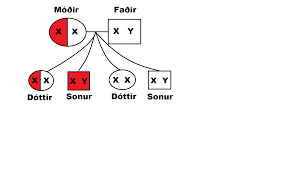 Móðir Faðir
X X X Y
X X X Y X X X Y
Dóttir Sonur Dóttir Sonur